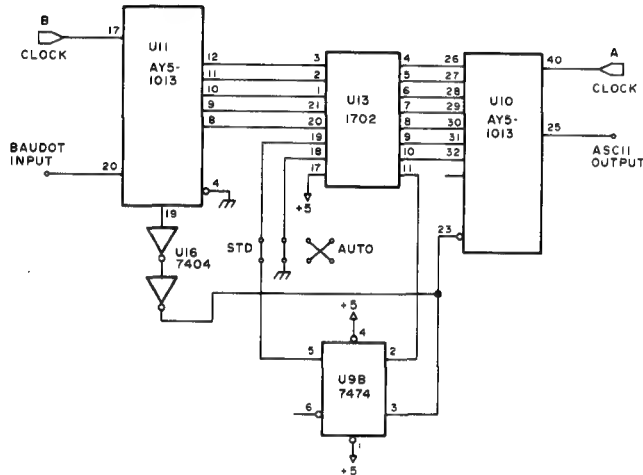 B
17
CLOCK
U11
AY5-
1013
12
11
10
9
8
BAUDOT
INPUT
20
4
19
U16
7404
3
2
1
21
20
19
18
17
+5
U13
1702
4
5
6
7
8
9
10
11
26
27
28
29
30
31
32
23
U10
AY5-
1013
40
A
CLOCK
25
ASCII
OUTPUT
STD
AUTO
+5
4
5
2
U9B
7474
6
3
1
+5